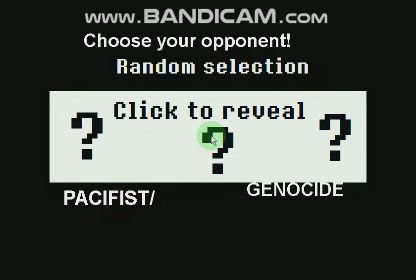 www.BANDICAM.com
Choose your opponent!
Random selection
Click to reveal
? ? ?
PACIFIST/ GENOCIDE